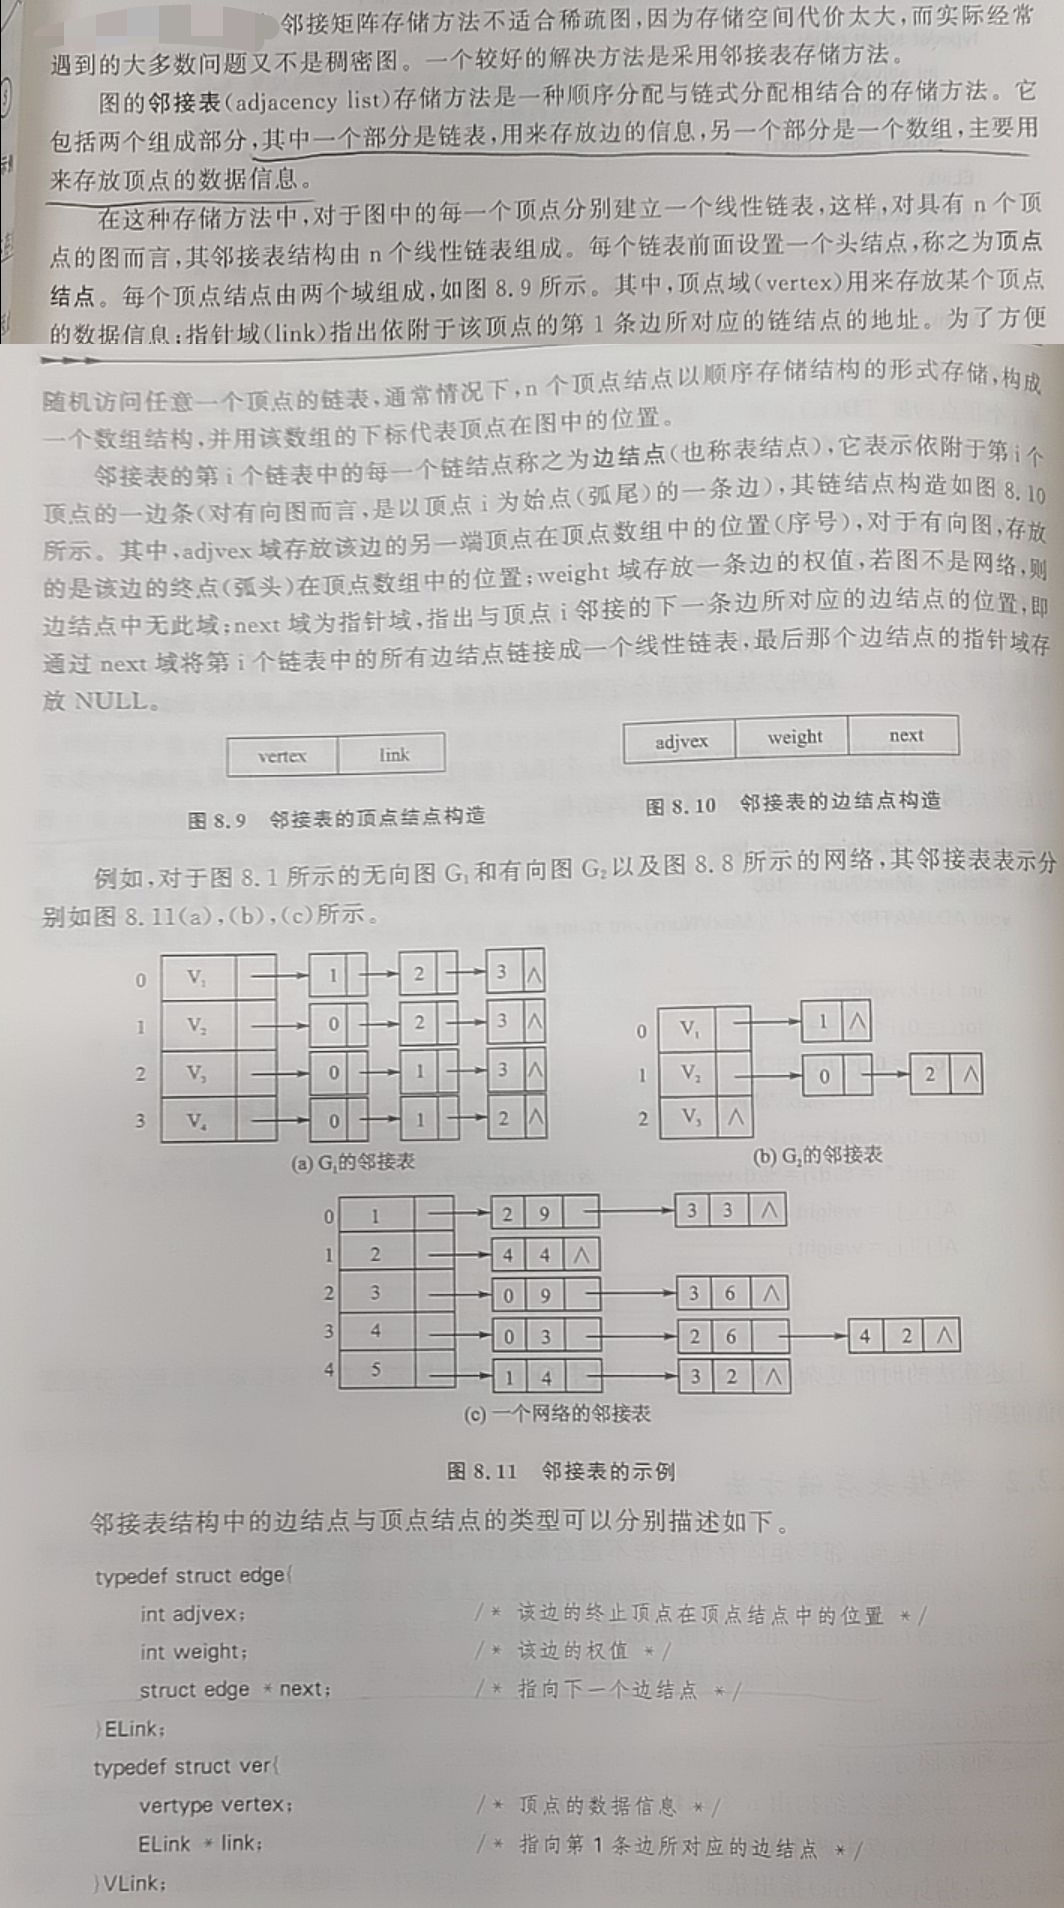 邻接矩阵存储方法不适合稀疏图,因为存储空间代价太大,而实际经常
遇到的大多数问题又不是稠密图。一个较好的解决方法是采用邻接表存储方法。
图的邻接表(adjacency list)存储方法是一种顺序分配与链式分配相结合的存储方法。它
包括两个组成部分,其中一个部分是链表,用来存放边的信息,另一个部分是一个数组,主要用
来存放顶点的数据信息。
在这种存储方法中,对于图中的每一个顶点分别建立一个线性链表,这样,对具有 n 个顶
点的图而言,其邻接表结构由 n 个线性链表组成。每个链表前面设置一个头结点,称之为顶点
结点。每个顶点结点由两个域组成,如图 8.9 所示。其中,顶点域(vertex)用来存放某个顶点
的数据信息;指针域(link)指出依附于该顶点的第 1 条边所对应的链结点的地址。为了方便
随机访问任意一个顶点的链表,通常情况下,n 个顶点结点以顺序存储结构的形式存储,构成
一个数组结构,并用该数组的下标代表顶点在图中的位置。
邻接表的第 i 个链表中的每一个链结点称之为边结点(也称表结点),它表示依附于第 i 个
顶点的一边条(对有向图而言,是以顶点 i 为始点(弧尾)的一条边),其链结点构造如图 8.10
所示。其中,adjvex 域存放该边的另一端顶点在顶点数组中的位置(序号),对于有向图,存放
的是该边的终点(弧头)在顶点数组中的位置;weight 域存放一条边的权值,若图不是网络,则
边结点中无此域;next 域为指针域,指出与顶点 i 邻接的下一条边所对应的边结点的位置,即
通过 next 域将第 i 个链表中的所有边结点链接成一个线性链表,最后那个边结点的指针域存
放 NULL。
vertex link
adjvex weight next
图 8.9 邻接表的顶点结点构造
图 8.10 邻接表的边结点构造
例如,对于图 8.1 所示的无向图 G₁ 和有向图 G₂ 以及图 8.8 所示的网络,其邻接表表示分
别如图 8.11(a),(b),(c)所示。
0 V₁ 1 2 3 ∧
1 V₂ 0 2 3 ∧
2 V₃ 0 1 3 ∧
3 V₄ 0 1 2 ∧
(a) G₁的邻接表
0 V₁ 1 ∧
1 V₂ 0 2 ∧
2 V₃ ∧
(b) G₂的邻接表
0 1 2 9 3 3 ∧
1 2 4 4 ∧
2 3 0 9 3 6 ∧
3 4 0 3 2 6 4 2 ∧
4 5 1 4 3 2 ∧
(c) 一个网络的邻接表
图 8.11 邻接表的示例
邻接表结构中的边结点与顶点结点的类型可以分别描述如下。
typedef struct edge{
int adjvex; /* 该边的终止顶点在顶点结点中的位置 */
int weight; /* 该边的权值 */
struct edge *next; /* 指向下一个边结点 */
}ELink;
typedef struct ver{
vertype vertex; /* 顶点的数据信息 */
ELink *link; /* 指向第 1 条边所对应的边结点 */
}VLink;